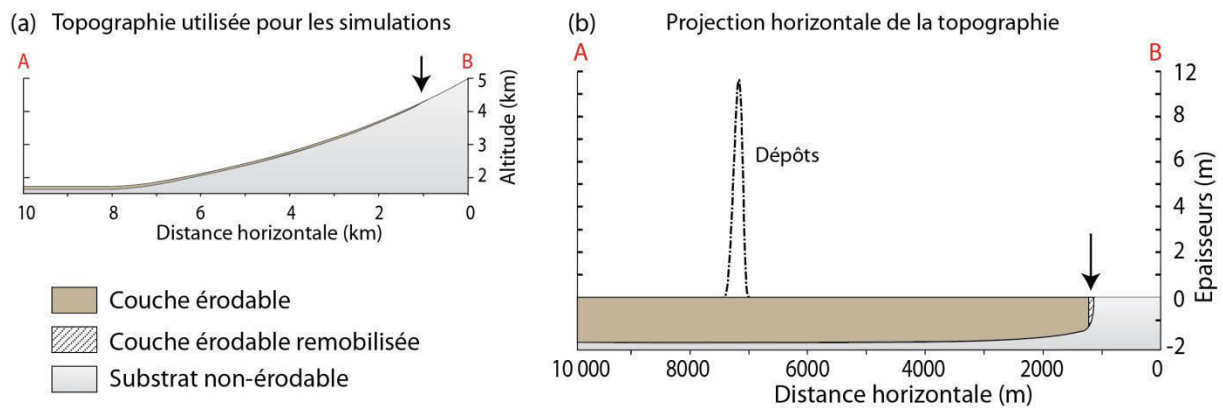 (a) Topographie utilisée pour les simulations
A
B
5
4
3
2
Altitude (km)
10
8
6
4
2
0
Distance horizontale (km)
Couche érodable
Couche érodable remobilisée
Substrat non-érodable
(b) Projection horizontale de la topographie
A
B
12
8
6
4
2
0
-2
Epaisseurs (m)
Dépôts
10 000
8000
6000
4000
2000
0
Distance horizontale (m)